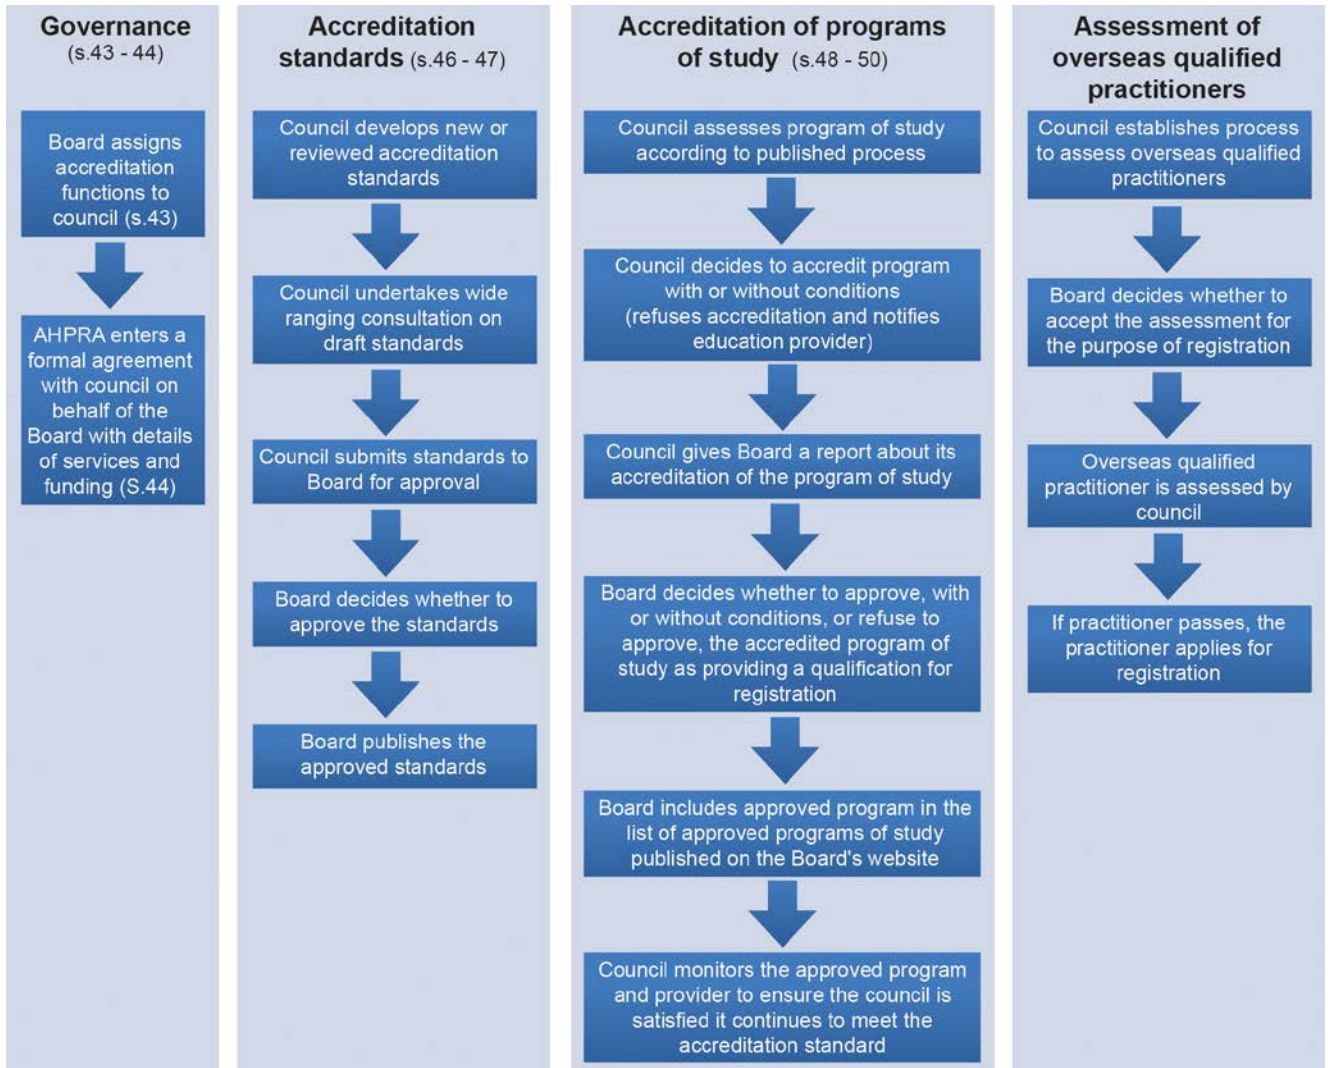 Governance
(s.43 - 44)
Board assigns
accreditation
functions to
council (s.43)
AHPRA enters a
formal agreement
with council on
behalf of the
Board with details
of services and
funding (S.44)
Accreditation
standards (s.46 - 47)
Council develops new or
reviewed accreditation
standards
Council undertakes wide
ranging consultation on
draft standards
Council submits standards to
Board for approval
Board decides whether to
approve the standards
Board publishes the
approved standards
Accreditation of programs
of study (s.48 - 50)
Council assesses program of study
according to published process
Council decides to accredit program
with or without conditions
(refuses accreditation and notifies
education provider)
Council gives Board a report about its
accreditation of the program of study
Board decides whether to approve, with
or without conditions, or refuse to
approve, the accredited program of
study as providing a qualification for
registration
Board includes approved program in the
list of approved programs of study
published on the Board's website
Council monitors the approved program
and provider to ensure the council is
satisfied it continues to meet the
accreditation standard
Assessment of
overseas qualified
practitioners
Council establishes process
to assess overseas qualified
practitioners
Board decides whether to
accept the assessment for
the purpose of registration
Overseas qualified
practitioner is assessed by
council
If practitioner passes, the
practitioner applies for
registration